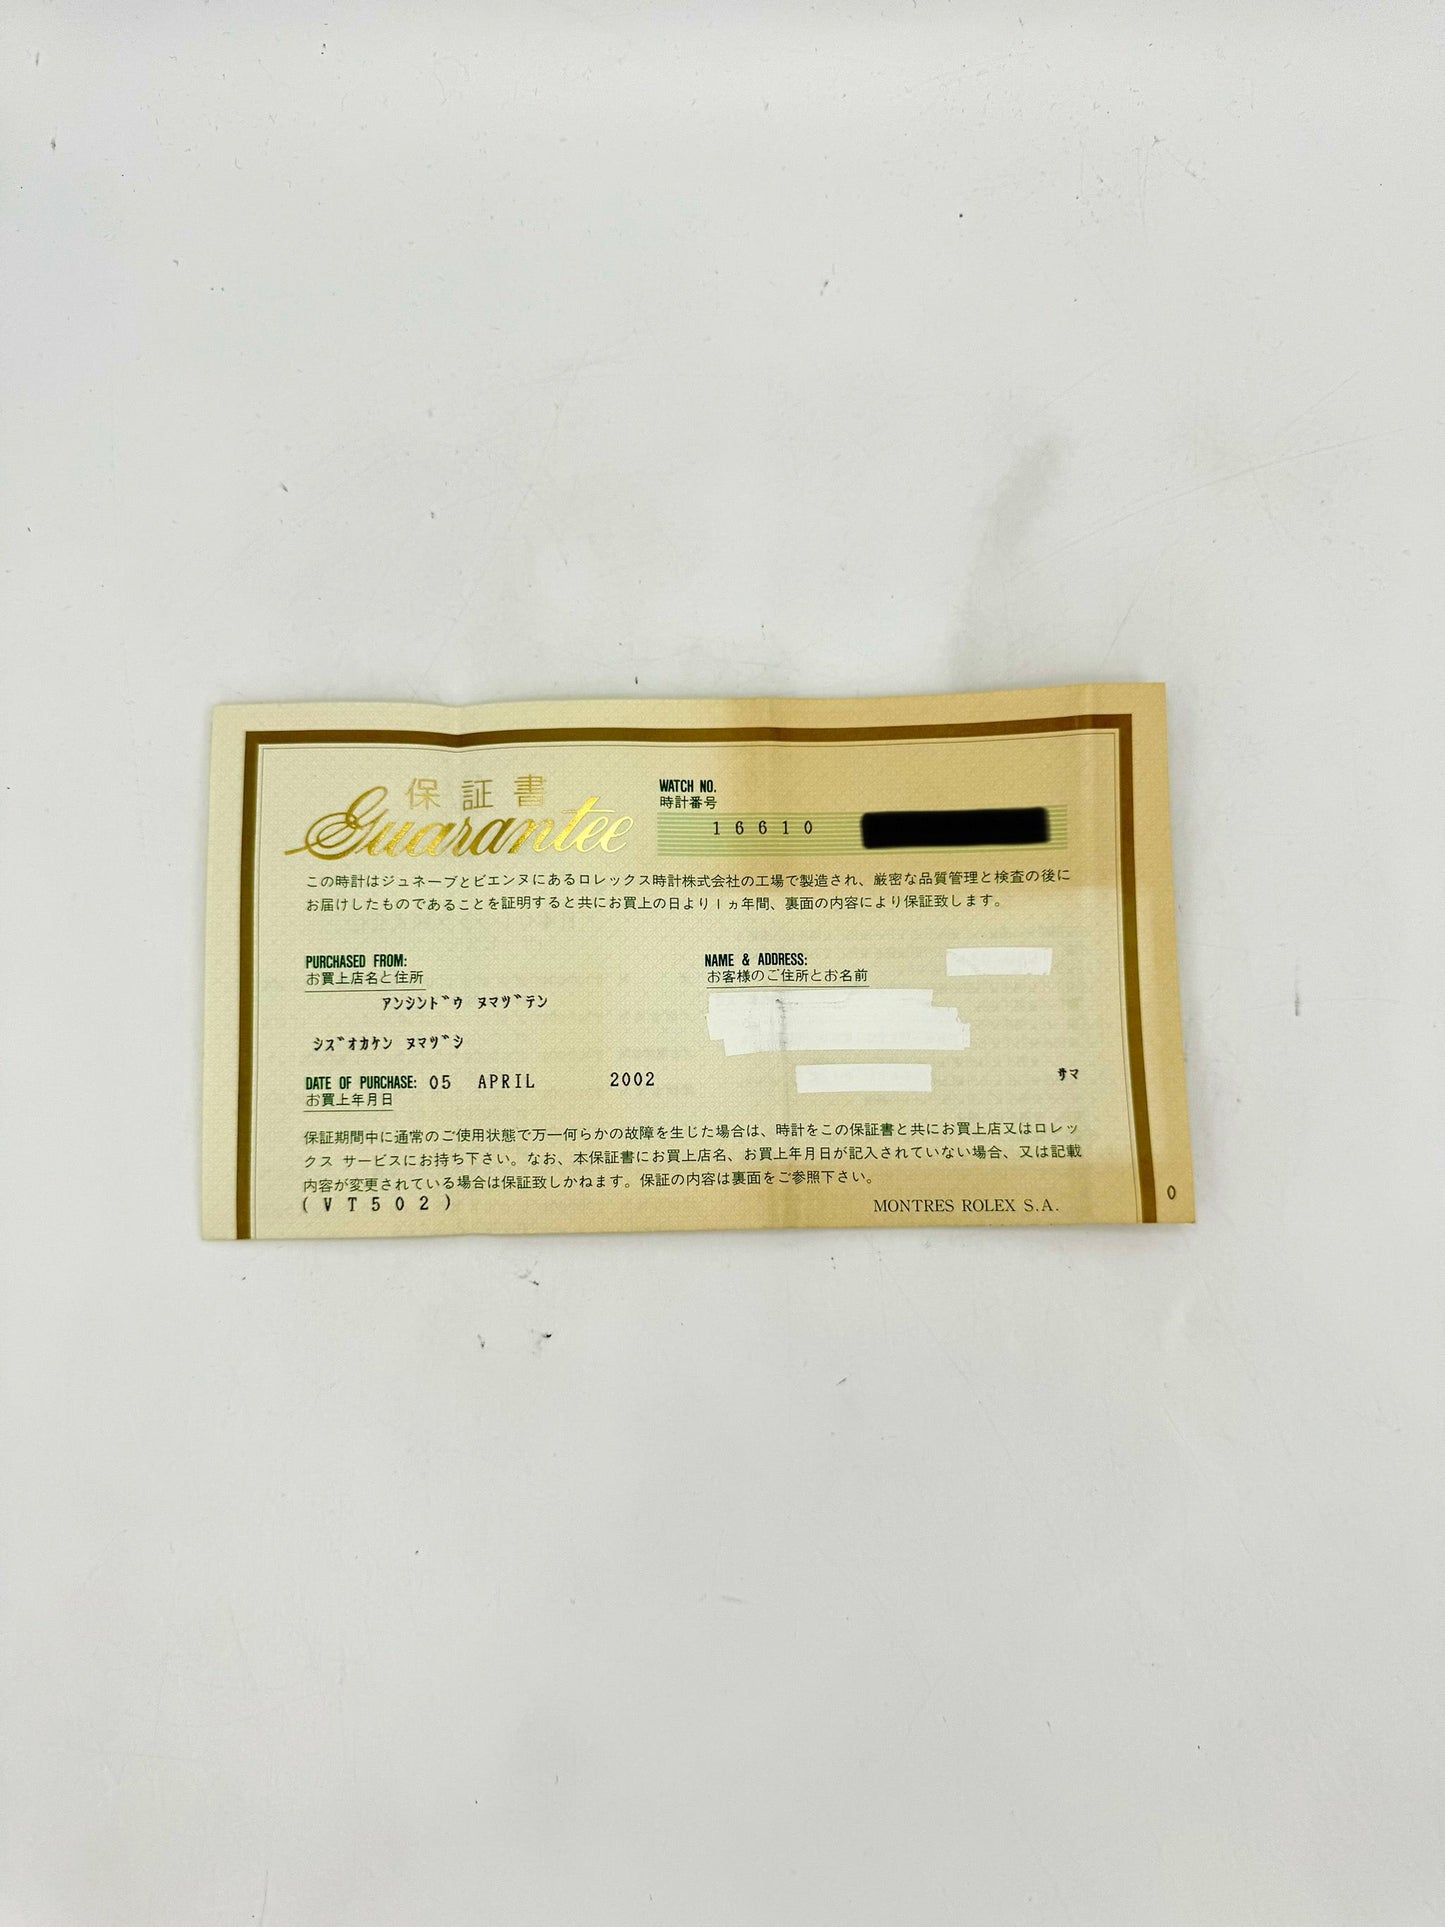 保証書
Guarantee
WATCH NO.
時計番号
16610
この時計はジュネーブとビエンヌにあるロレックス時計株式会社の工場で製造され、厳密な品質管理と検査の後に
お届けしたものであることを証明すると共にお買上の日より1ヵ年間、裏面の内容により保証致します。
PURCHASED FROM:
お買上店名と住所
アンシンドウ ヌマヅテン
シズオカケン ヌマヅシ
NAME & ADDRESS:
お客様のご住所とお名前
サマ
DATE OF PURCHASE: 05 APRIL 2002
お買上年月日
保証期間中に通常のご使用状態で万一何らかの故障を生じた場合は、時計をこの保証書と共にお買上店又はロレッ
クス サービスにお持ち下さい。なお、本保証書にお買上店名、お買上年月日が記入されていない場合、又は記載
内容が変更されている場合は保証致しかねます。保証の内容は裏面をご参照下さい。
(VT502)
MONTRES ROLEX S.A.
0